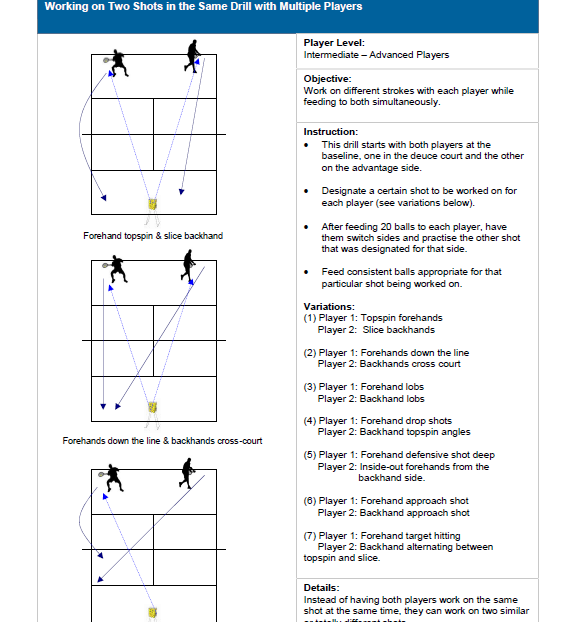 Working on Two Shots in the Same Drill with Multiple Players
Forehand topspin & slice backhand
Forehands down the line & backhands cross-court
Player Level:
Intermediate – Advanced Players
Objective:
Work on different strokes with each player while
feeding to both simultaneously.
Instruction:
• This drill starts with both players at the
baseline, one in the deuce court and the other
on the advantage side.
• Designate a certain shot to be worked on for
each player (see variations below).
• After feeding 20 balls to each player, have
them switch sides and practise the other shot
that was designated for that side.
• Feed consistent balls appropriate for that
particular shot being worked on.
Variations:
(1) Player 1: Topspin forehands
Player 2: Slice backhands
(2) Player 1: Forehands down the line
Player 2: Backhands cross court
(3) Player 1: Forehand lobs
Player 2: Backhand lobs
(4) Player 1: Forehand drop shots
Player 2: Backhand topspin angles
(5) Player 1: Forehand defensive shot deep
Player 2: Inside-out forehands from the
backhand side.
(6) Player 1: Forehand approach shot
Player 2: Backhand approach shot
(7) Player 1: Forehand target hitting
Player 2: Backhand alternating between
topspin and slice.
Details:
Instead of having both players work on the same
shot at the same time, they can work on two similar